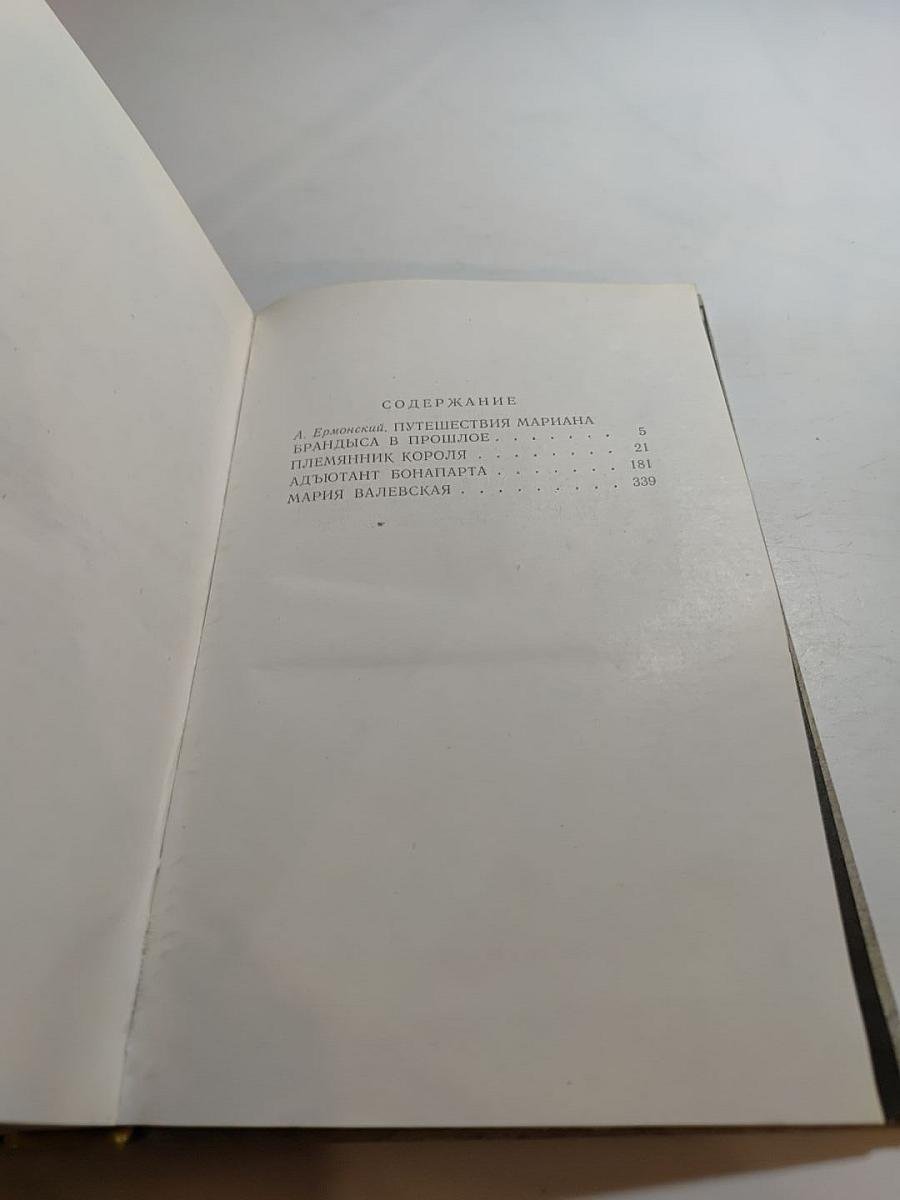 СОДЕРЖАНИЕ
А. Ермонский. ПУТЕШЕСТВИЯ МАРИАНА
БРАНДЫСА В ПРОШЛОЕ . . . . . . . 5
ПЛЕМЯННИК КОРОЛЯ . . . . . . . . 21
АДЪЮТАНТ БОНАПАРТА . . . . . . . 181
МАРИЯ ВАЛЕВСКАЯ . . . . . . . . . 339